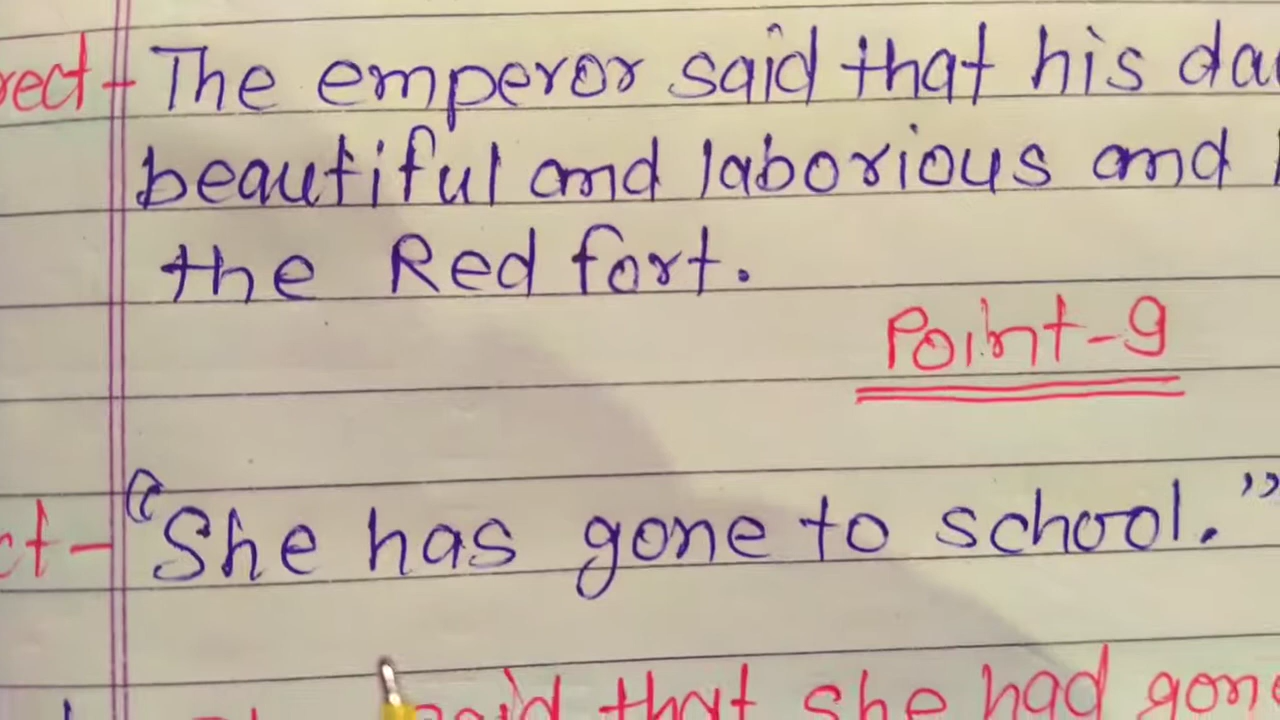 rect- The emperor said that his da
beautiful and laborious and
the Red fort.
Point-9
ct- "She has gone to school."
said that she had gone